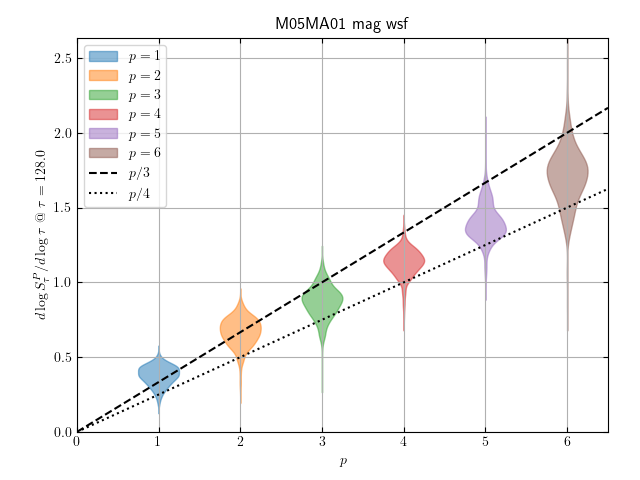 M05MA01 mag wsf
d log S_τ^P / d log τ @ τ = 128.0
2.5
2.0
1.5
1.0
0.5
0.0
p = 1
p = 2
p = 3
p = 4
p = 5
p = 6
p/3
p/4
0 1 2 3 4 5 6
p